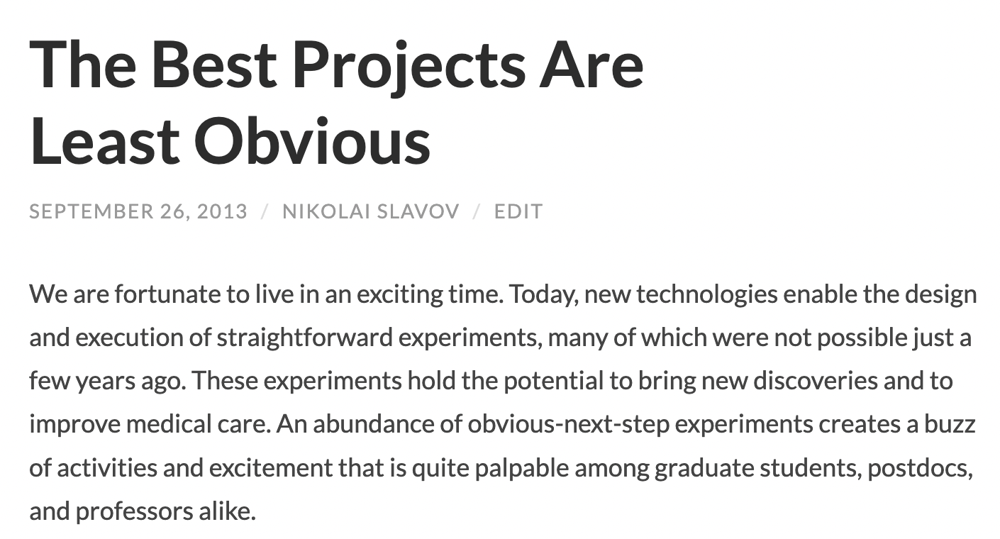 The Best Projects Are
Least Obvious
SEPTEMBER 26, 2013 / NIKOLAI SLAVOV / EDIT
We are fortunate to live in an exciting time. Today, new technologies enable the design
and execution of straightforward experiments, many of which were not possible just a
few years ago. These experiments hold the potential to bring new discoveries and to
improve medical care. An abundance of obvious-next-step experiments creates a buzz
of activities and excitement that is quite palpable among graduate students, postdocs,
and professors alike.